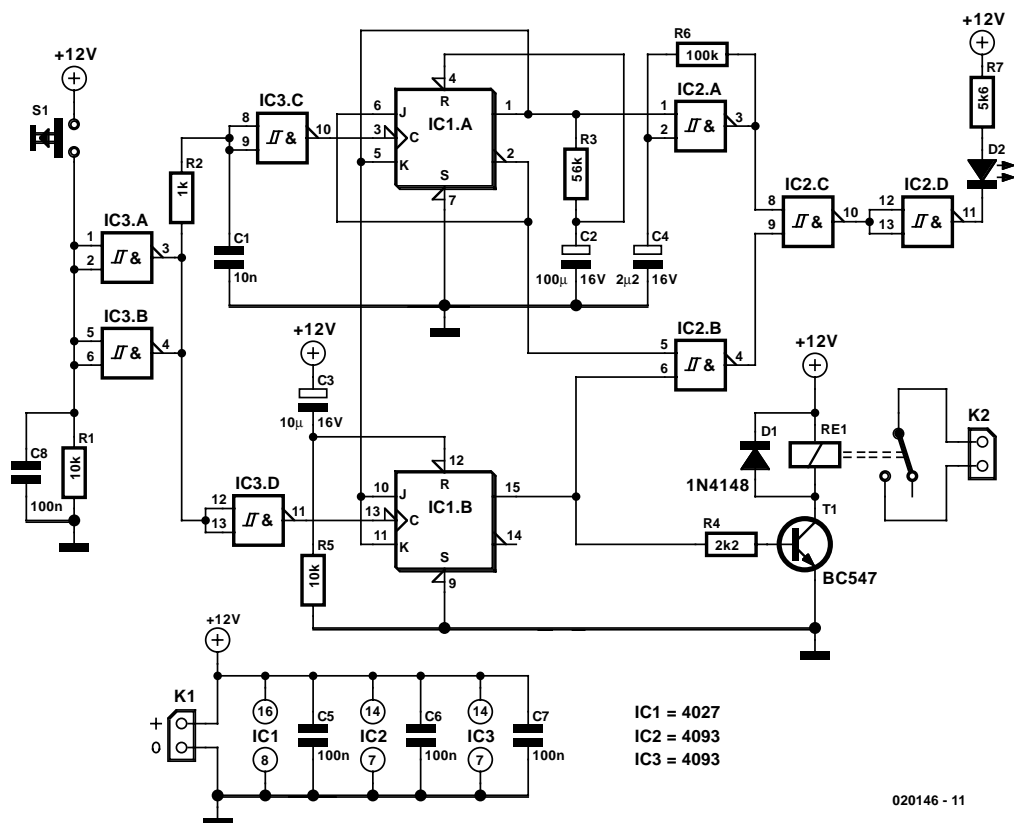 +12V
S1
R2
1k
IC3.A
1
2
3
&
IC3.B
5
6
4
&
C8
100n
R1
10k
IC3.C
8
9
10
&
C1
10n
IC3.D
12
13
11
&
+12V
C3
10µ
16V
R5
10k
4
R
6
J
1
3
C
IC1.A
5
K
2
S
7
R3
56k
C2
100µ
16V
C4
2µ2
16V
R6
100k
IC2.A
1
2
3
&
12
R
10
J
15
13
C
IC1.B
11
K
14
S
9
IC2.B
5
6
4
&
IC2.C
8
9
10
&
IC2.D
12
13
11
&
+12V
R7
5k6
D2
+12V
D1
1N4148
RE1
K2
R4
2k2
T1
BC547
+12V
K1
+
0
16
IC1
8
C5
100n
14
IC2
7
C6
100n
14
IC3
7
C7
100n
IC1 = 4027
IC2 = 4093
IC3 = 4093
020146 - 11